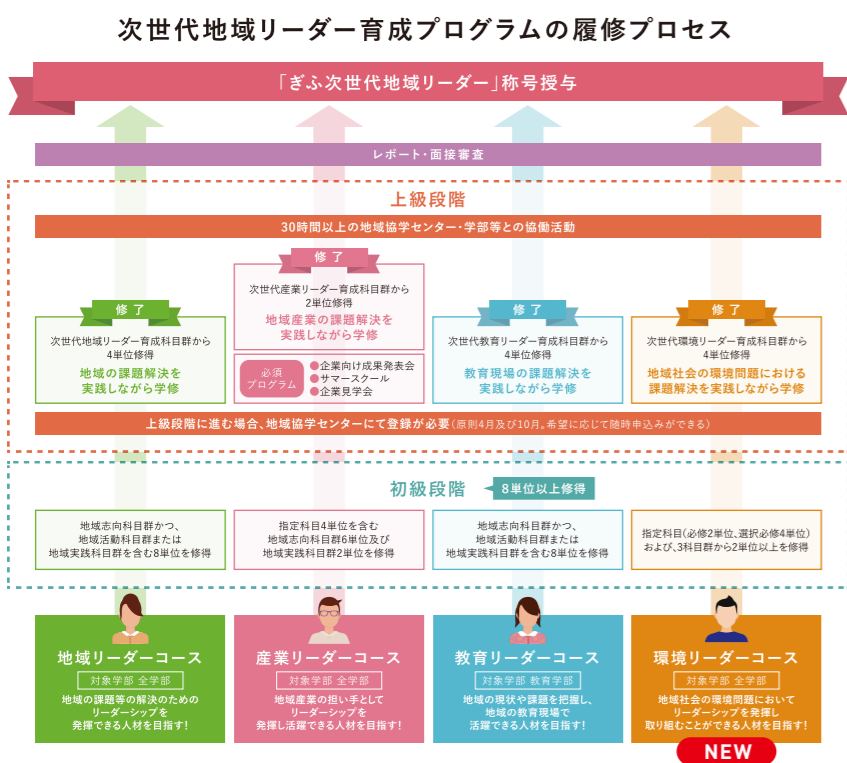 次世代地域リーダー育成プログラムの履修プロセス
「ぎふ次世代地域リーダー」称号授与
レポート・面接審査
上級段階
30時間以上の地域協学センター・学部等との協働活動
修了
次世代地域リーダー育成科目群から
4単位修得
地域の課題解決を
実践しながら学修
修了
次世代産業リーダー育成科目群から
2単位修得
地域産業の課題解決を
実践しながら学修
必須
プログラム
●企業向け成果発表会
●サマースクール
●企業見学会
修了
次世代教育リーダー育成科目群から
4単位修得
教育現場の課題解決を
実践しながら学修
修了
次世代環境リーダー育成科目群から
4単位修得
地域社会の環境問題における
課題解決を実践しながら学修
上級段階に進む場合、地域協学センターにて登録が必要(原則4月及び10月。希望に応じて随時申込みができる)
初級段階
8単位以上修得
地域志向科目群かつ、
地域活動科目群または
地域実践科目群を含む8単位を修得
指定科目4単位を含む
地域志向科目群6単位及び
地域実践科目群2単位を修得
地域志向科目群かつ、
地域活動科目群または
地域実践科目群を含む8単位を修得
指定科目(必修2単位、選択必修4単位)
および、3科目群から2単位以上を修得
地域リーダーコース
対象学部 全学部
地域の課題等の解決のための
リーダーシップを
発揮できる人材を目指す!
産業リーダーコース
対象学部 全学部
地域産業の担い手として
リーダーシップを
発揮し活躍できる人材を目指す!
教育リーダーコース
対象学部 教育学部
地域の現状や課題を把握し、
地域の教育現場で
活躍できる人材を目指す!
環境リーダーコース
対象学部 全学部
地域社会の環境問題において
リーダーシップを発揮し
取り組むことができる人材を目指す!
NEW